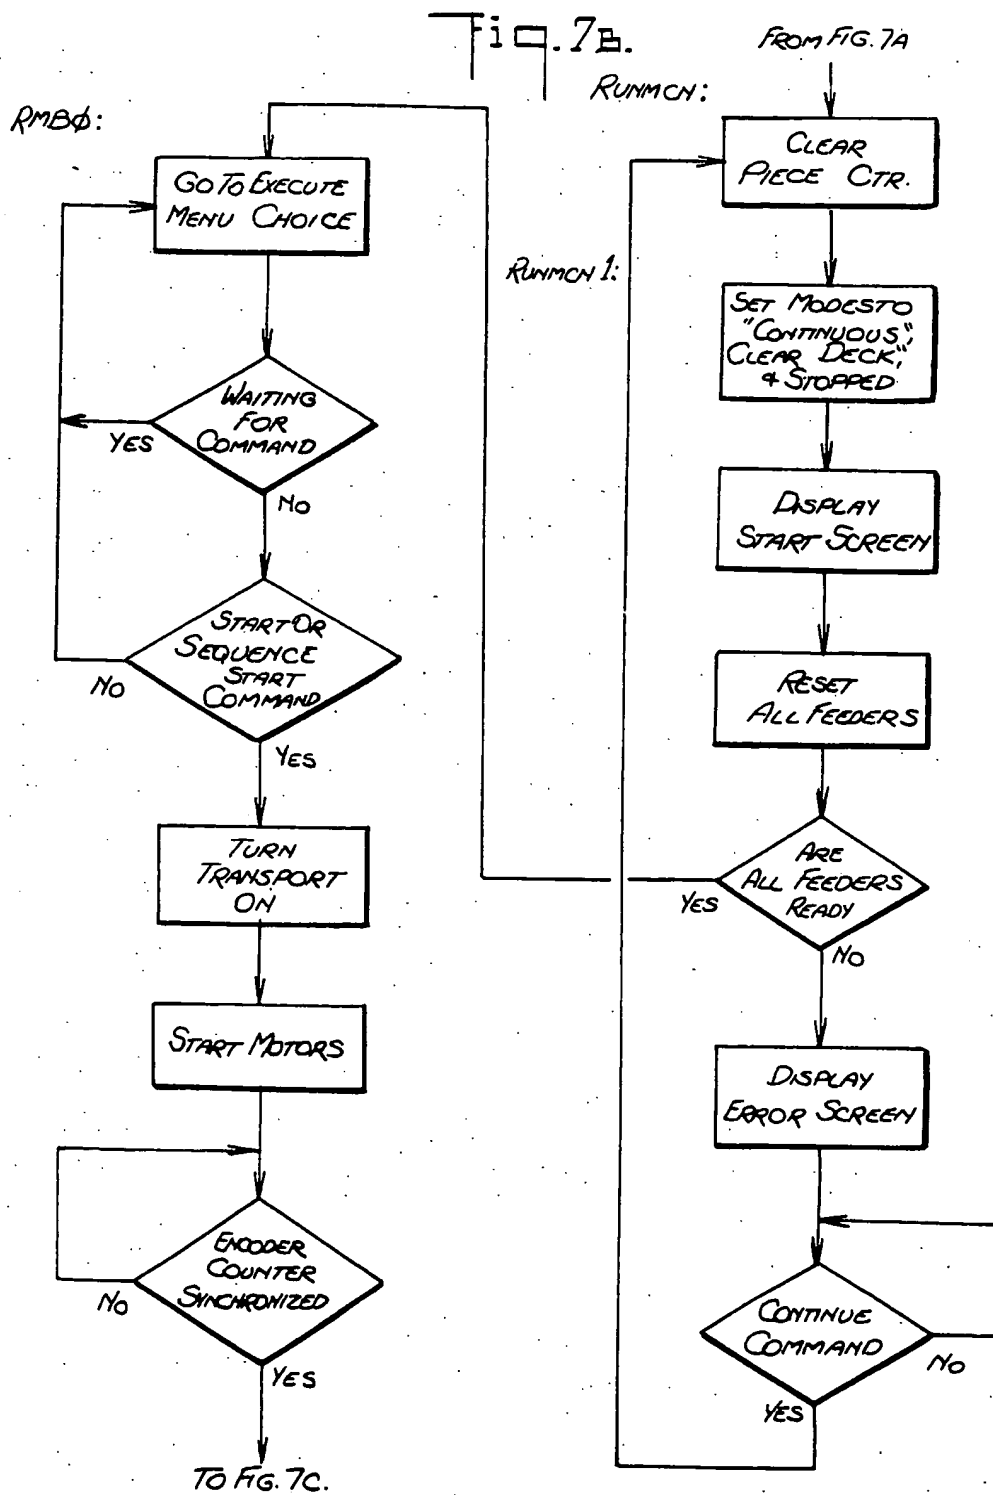 Fig. 7B.
FROM FIG. 7A
RUNMCN:
CLEAR
PIECE CTR.
RUNMCN 1:
SET MODES TO
"CONTINUOUS",
CLEAR DECK",
& STOPPED
DISPLAY
START SCREEN
RESET
ALL FEEDERS
ARE
ALL FEEDERS
READY
YES
NO
DISPLAY
ERROR SCREEN
CONTINUE
COMMAND
NO
YES
RMBØ:
GO TO EXECUTE
MENU CHOICE
WAITING
FOR
COMMAND
YES
NO
START OR
SEQUENCE
START
COMMAND
NO
YES
TURN
TRANSPORT
ON
START MOTORS
ENCODER
COUNTER
SYNCHRONIZED
NO
YES
TO FIG. 7C.